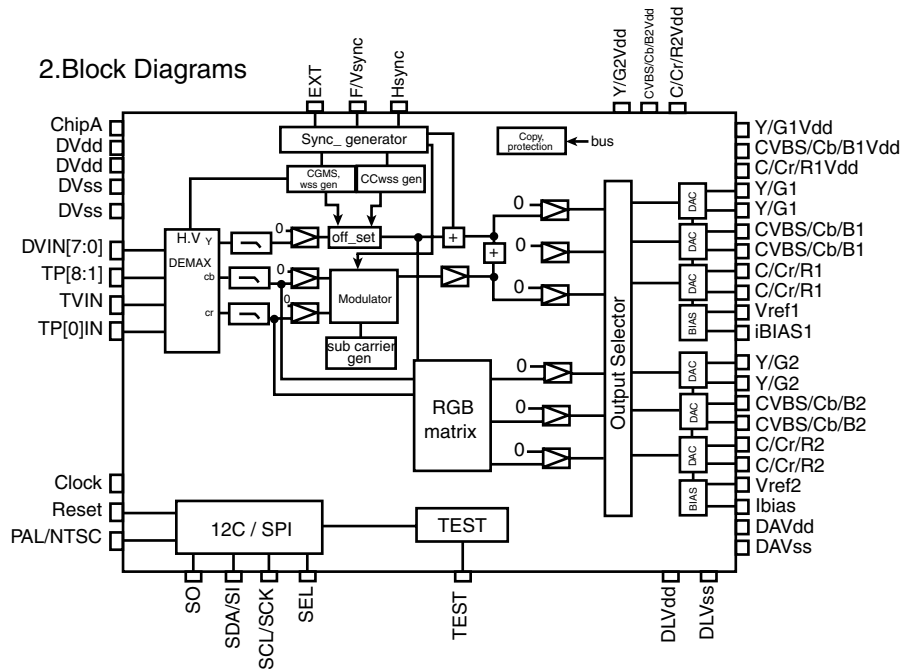 2.Block Diagrams
EXT
F/Vsync
Hsync
Y/G2Vdd
CVBS/Cb/B2Vdd
C/Cr/R2Vdd
ChipA
DVdd
DVdd
DVss
DVss
DVIN[7:0]
TP[8:1]
TVIN
TP[0]IN
Clock
Reset
PAL/NTSC
Sync_ generator
CGMS,
wss gen
CCwss gen
Copy,
protection
bus
H.V
Y
DEMAX
cb
cr
0
off_set
+
0
0
Modulator
+
sub carrier
gen
0
0
0
RGB
matrix
0
0
0
Output Selector
DAC
DAC
DAC
BIAS
DAC
DAC
DAC
BIAS
Y/G1Vdd
CVBS/Cb/B1Vdd
C/Cr/R1Vdd
Y/G1
Y/G1
CVBS/Cb/B1
CVBS/Cb/B1
C/Cr/R1
C/Cr/R1
Vref1
iBIAS1
Y/G2
Y/G2
CVBS/Cb/B2
CVBS/Cb/B2
C/Cr/R2
C/Cr/R2
Vref2
Ibias
DAVdd
DAVss
12C / SPI
TEST
SO
SDA/SI
SCL/SCK
SEL
TEST
DLVdd
DLVss